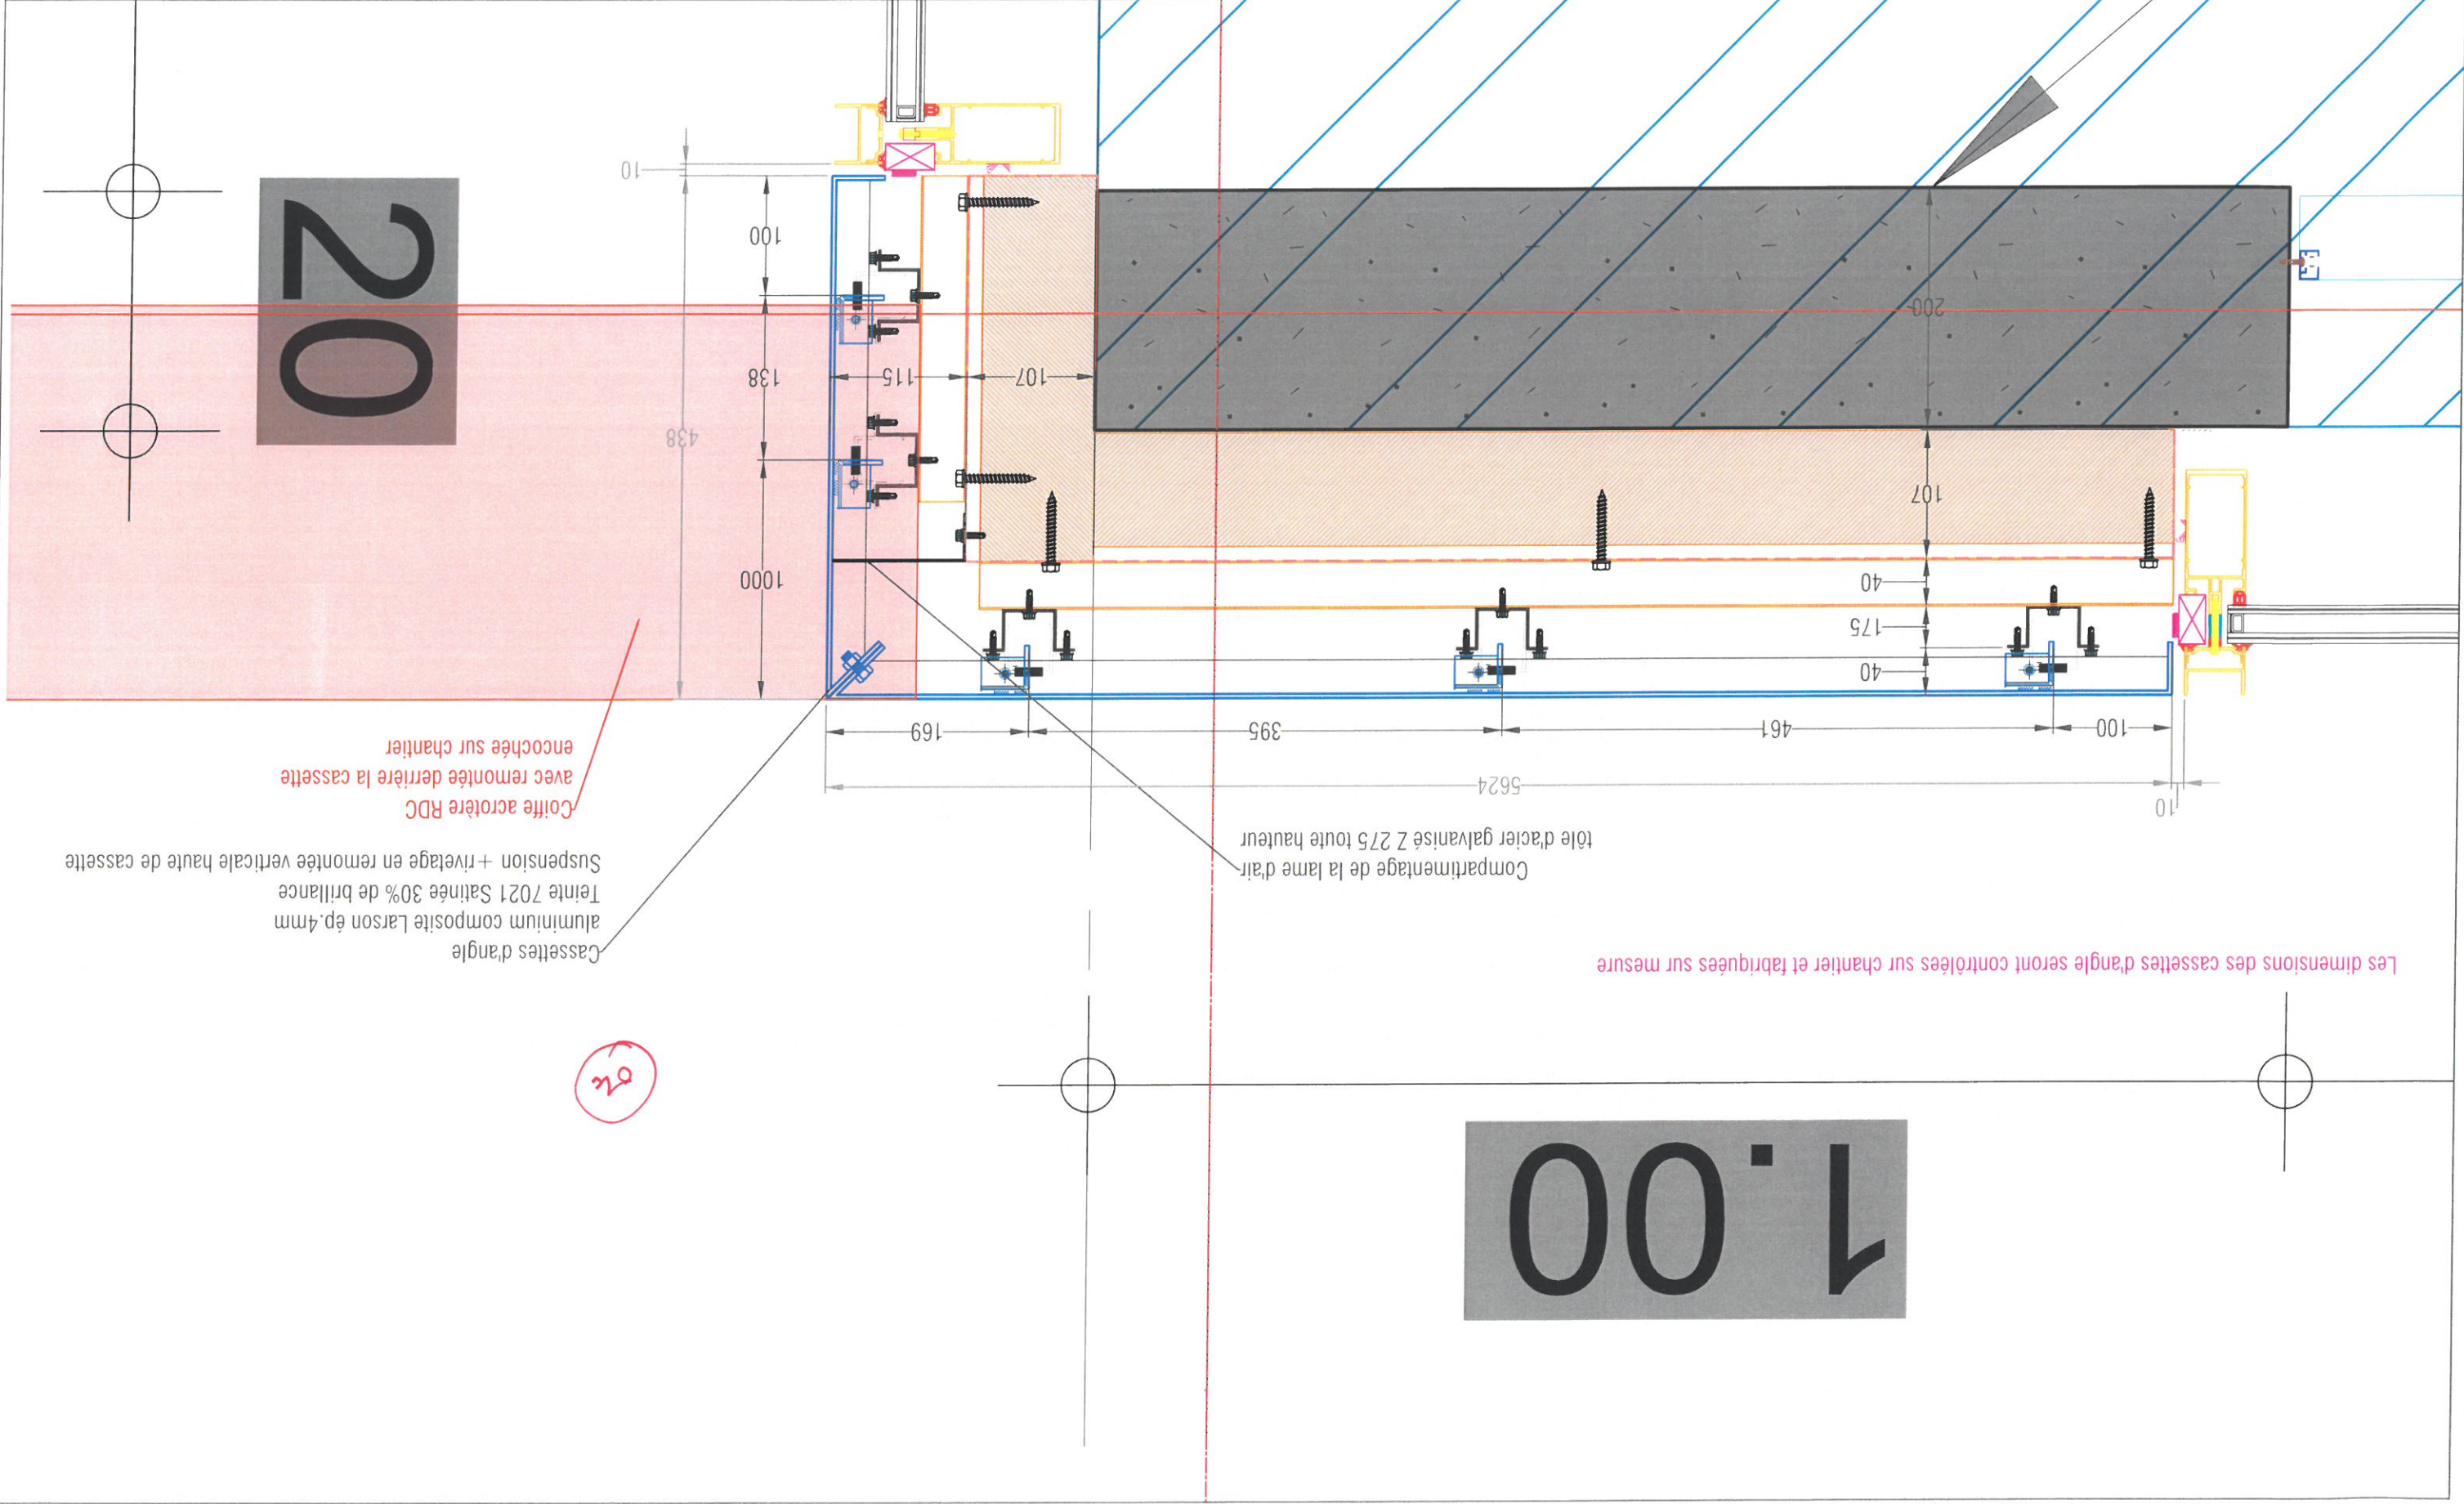 1.00
20
Les dimensions des cassettes d'angle seront contrôlées sur chantier et fabriquées sur mesure
Compartimentage de la la lame d'air
tôle d'acier galvanisé Z 275 toute hauteur
Cassettes d'angle
aluminium composite Larson ép.4mm
Teinte 7021 Satinée 30% de brillance
Suspension +rivetage en remontée verticale haute de cassette
Coiffe acrotère RDC
avec remontée derrière la cassette
encochée sur chantier
10
5624
100
461
395
169
40
175
40
107
200
1000
438
138
115
107
100
10
20